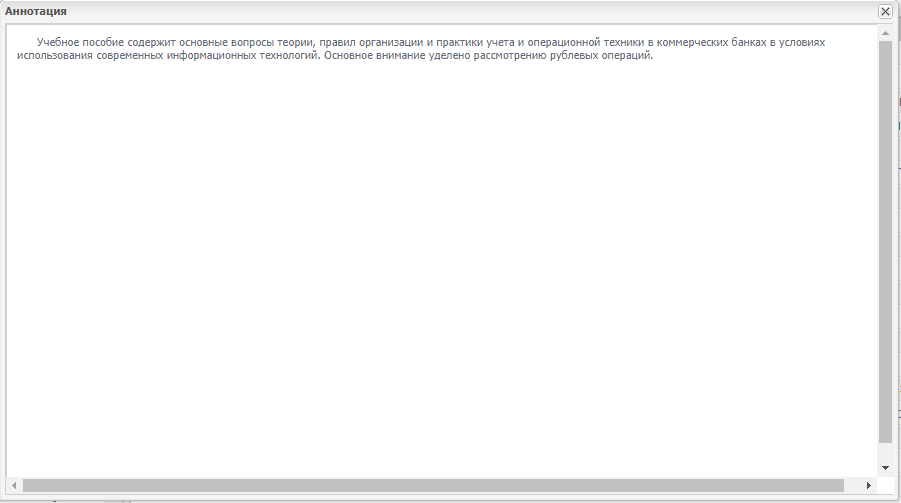 Аннотация
Учебное пособие содержит основные вопросы теории, правил организации и практики учета и операционной техники в коммерческих банках в условиях
использования современных информационных технологий. Основное внимание уделено рассмотрению рублевых операций.